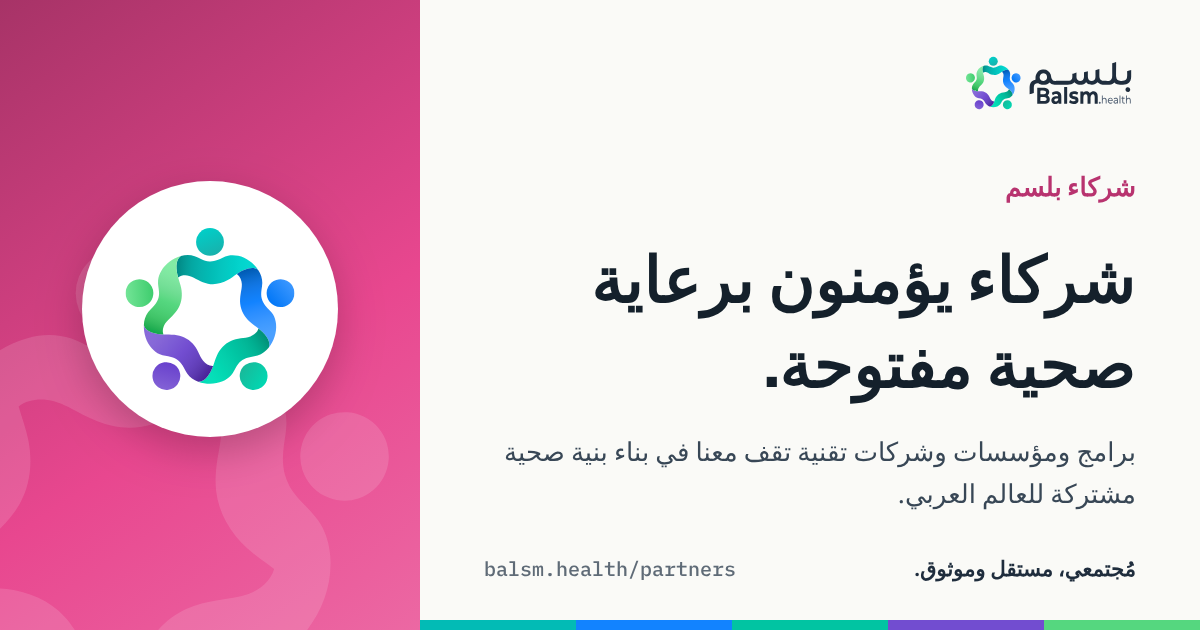 بلسم
Balsm.health
شركاء بلسم
شركاء يؤمنون برعاية
صحية مفتوحة.
برامج ومؤسسات وشركات تقنية تقف معنا في بناء بنية صحية
مشتركة للعالم العربي.
مُجتمعي، مستقل وموثوق.
balsm.health/partners